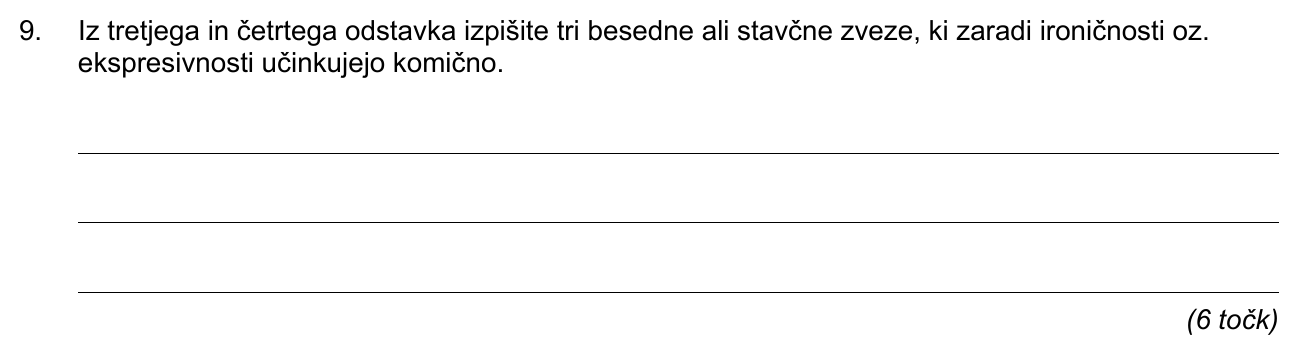 9. Iz tretjega in četrtega odstavka izpišite tri besedne ali stavčne zveze, ki zaradi ironičnosti oz.
ekspresivnosti učinkujejo komično.
(6 točk)